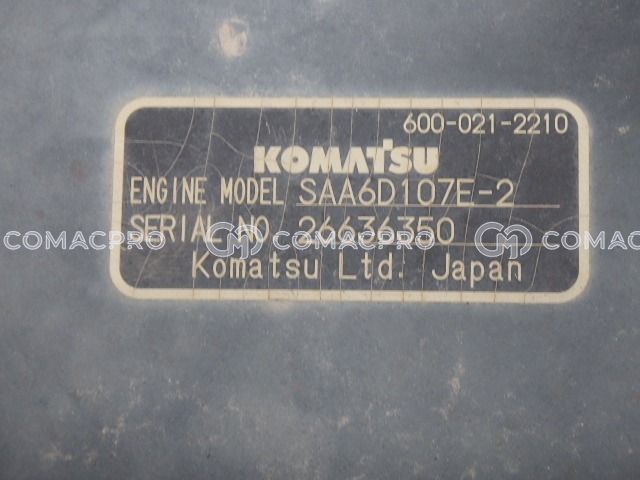 600-021-2210
KOMATSU
ENGINE MODEL SAA6D107E-2
SERIAL NO. 26636350
COMACPRO COMACPRO COMACPRO
Komatsu Ltd. Japan